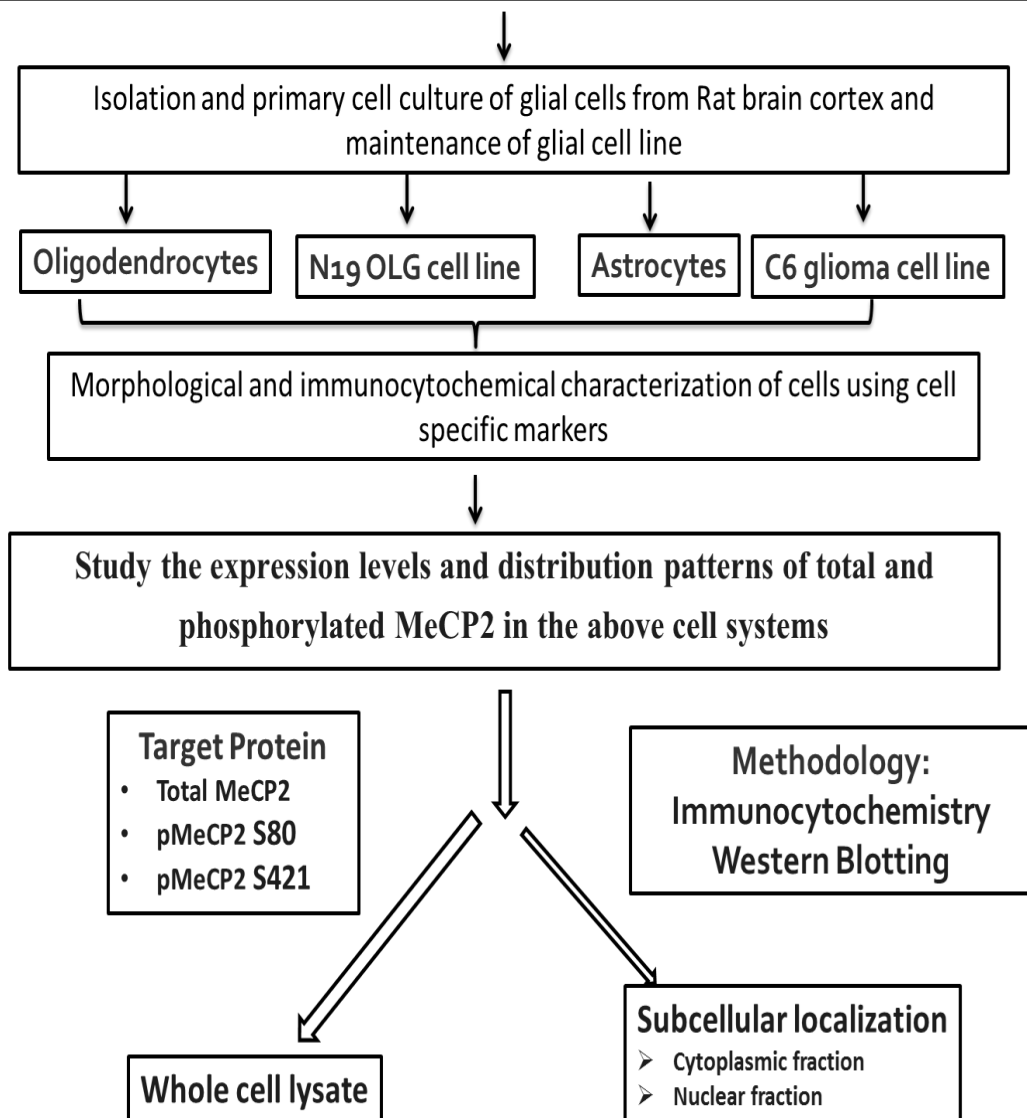 Isolation and primary cell culture of glial cells from Rat brain cortex and
maintenance of glial cell line
Oligodendrocytes
N19 OLG cell line
Astrocytes
C6 glioma cell line
Morphological and immunocytochemical characterization of cells using cell
specific markers
Study the expression levels and distribution patterns of total and
phosphorylated MeCP2 in the above cell systems
Target Protein
• Total MeCP2
• pMeCP2 S80
• pMeCP2 S421
Methodology:
Immunocytochemistry
Western Blotting
Whole cell lysate
Subcellular localization
➢ Cytoplasmic fraction
➢ Nuclear fraction